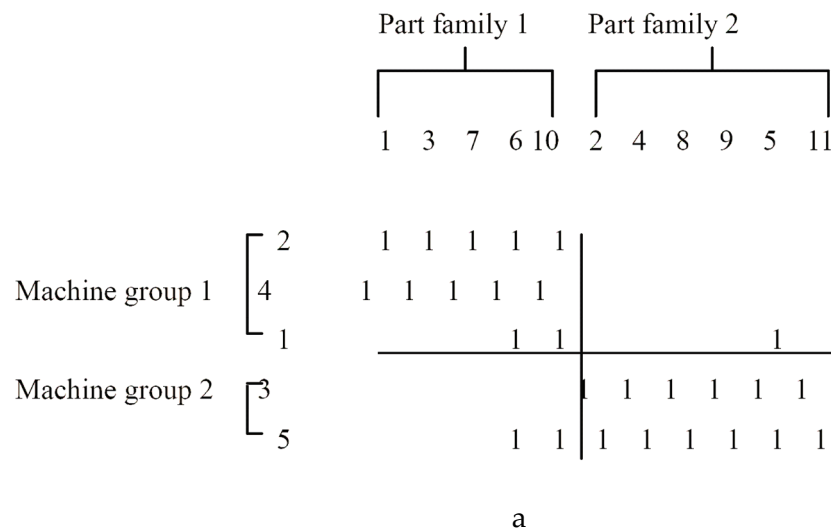 Part family 1 Part family 2
1 3 7 6 10 2 4 8 9 5 11
2 1 1 1 1 1
Machine group 1 4 1 1 1 1 1
1 1 1 1
Machine group 2 3 1 1 1 1 1 1
5 1 1 1 1 1 1 1 1
a